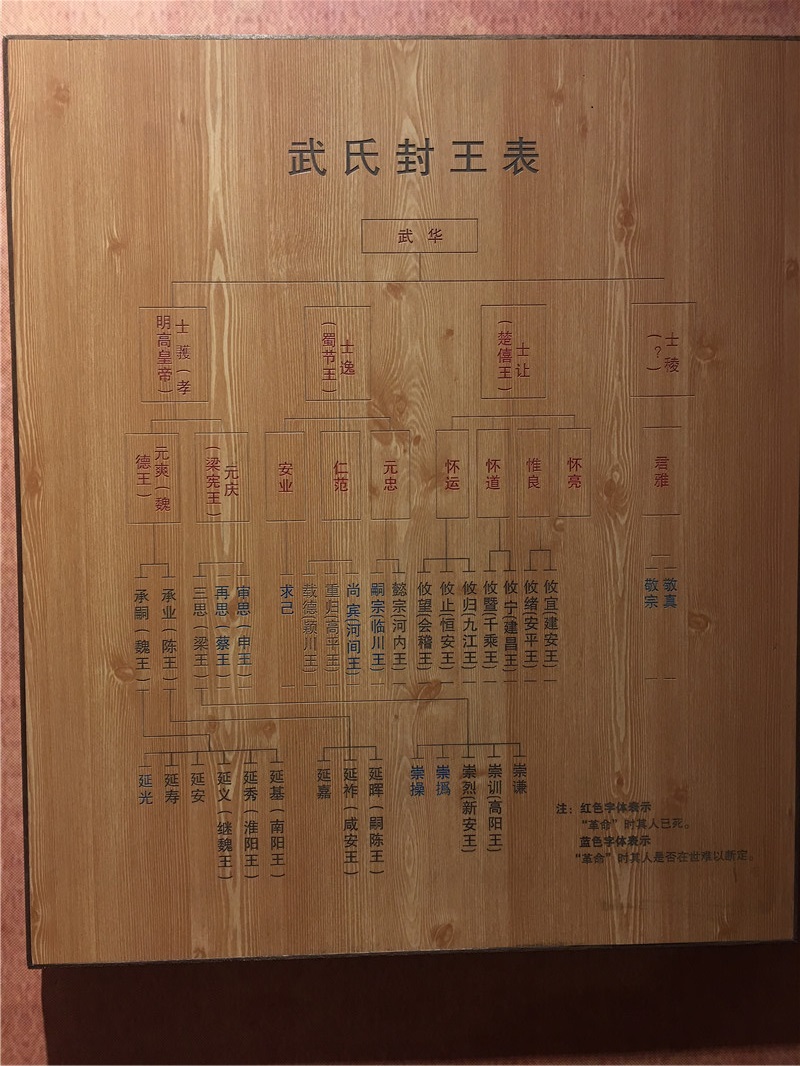 武氏封王表
武华
士蒦（孝明高皇帝）
士逸（蜀节王）
士让（楚僖王）
士稜（？）
元爽（魏德王）
元庆（梁宪王）
安业
仁范
元忠
怀运
怀道
惟良
怀亮
君雅
承嗣（魏王）
承业（陈王）
三思（梁王）
再思（蔡王）
审思（申王）
求己
载德（颖川王）
重归（高平王）
尚宾（河间王）
嗣宗（临川王）
懿宗（河内王）
攸望（会稽王）
攸止（恒安王）
攸归（九江王）
攸暨（千乘王）
攸宁（建昌王）
攸绪（安平王）
攸宜（建安王）
敬宗
敬真
延光
延寿
延安
延义（继魏王）
延秀（淮阳王）
延基（南阳王）
延嘉
延祚（咸安王）
延晖（嗣陈王）
崇操
崇㧑
崇烈（新安王）
崇训（高阳王）
崇谦
注：红色字体表示
“革命”时其人已死。
蓝色字体表示
“革命”时其人是否在世难以断定。